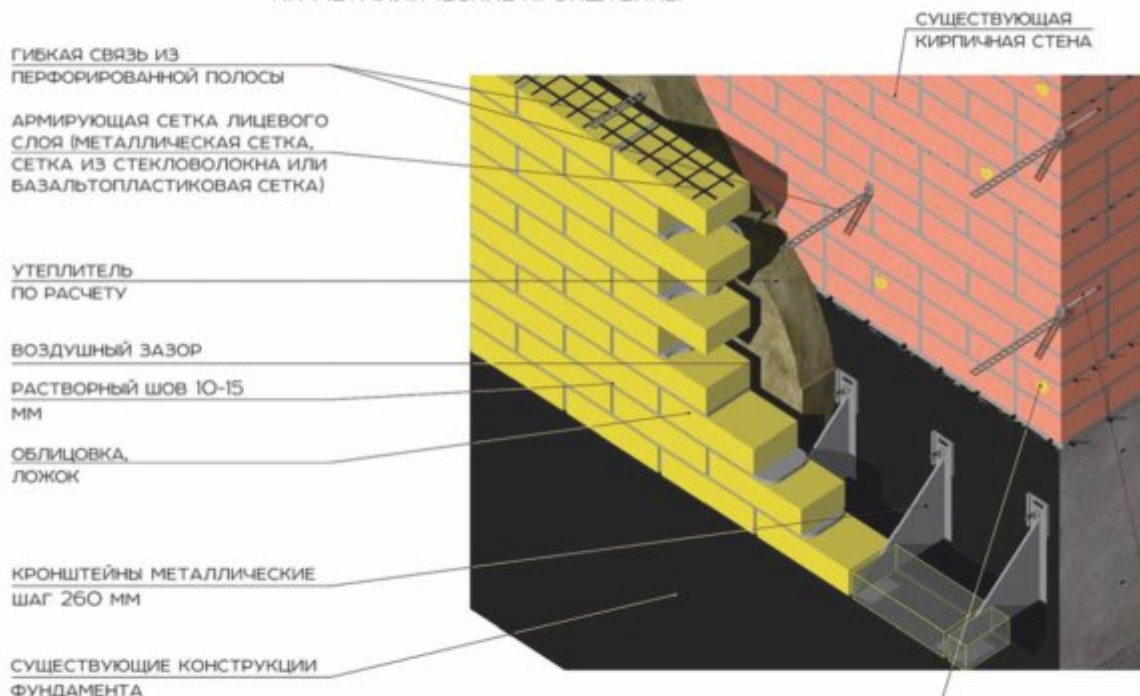 СУЩЕСТВУЮЩАЯ
КИРПИЧНАЯ СТЕНА
ГИБКАЯ СВЯЗЬ ИЗ
ПЕРФОРИРОВАННОЙ ПОЛОСЫ
АРМИРУЮЩАЯ СЕТКА ЛИЦЕВОГО
СЛОЯ (МЕТАЛЛИЧЕСКАЯ СЕТКА,
СЕТКА ИЗ СТЕКЛОВОЛОКНА ИЛИ
БАЗАЛЬТОПЛАСТИКОВАЯ СЕТКА)
УТЕПЛИТЕЛЬ
ПО РАСЧЕТУ
ВОЗДУШНЫЙ ЗАЗОР
РАСТВОРНЫЙ ШОВ 10-15
ММ
ОБЛИЦОВКА,
ЛОЖОК
КРОНШТЕЙНЫ МЕТАЛЛИЧЕСКИЕ
ШАГ 260 ММ
СУЩЕСТВУЮЩИЕ КОНСТРУКЦИИ
ФУНДАМЕНТА